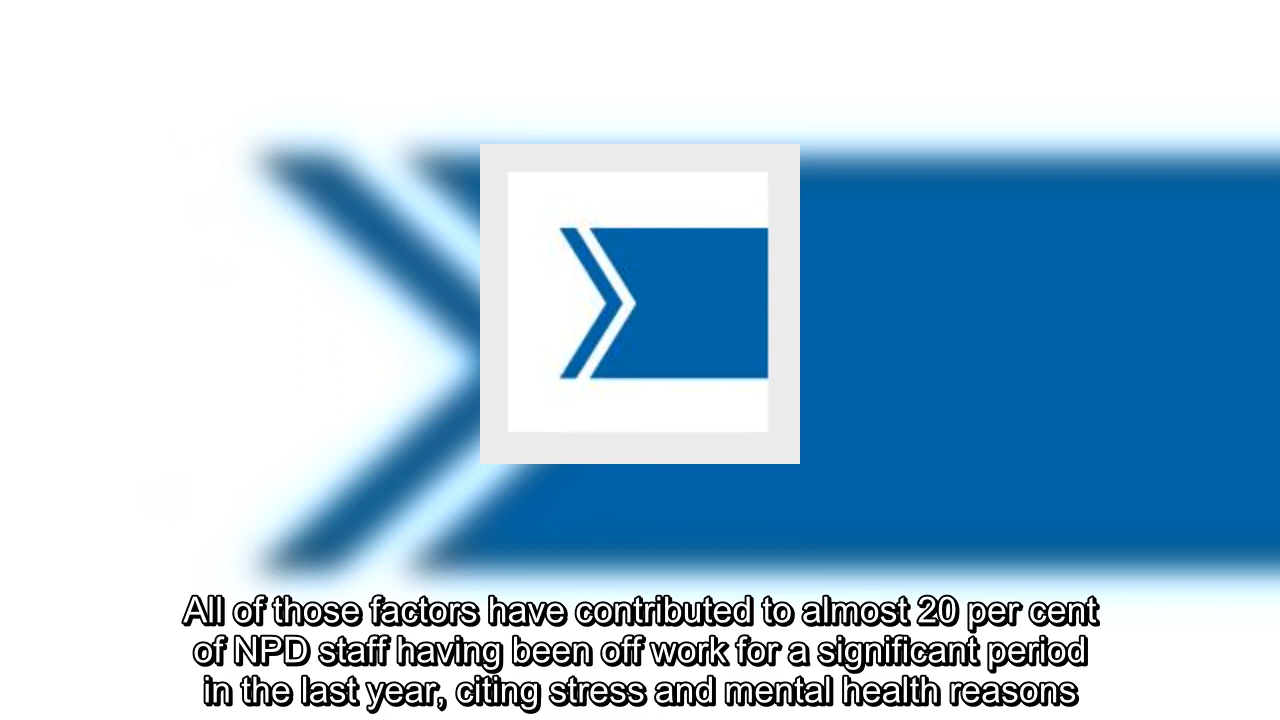 All of those factors have contributed to almost 20 per cent
of NPD staff having been off work for a significant period
in the last year, citing stress and mental health reasons